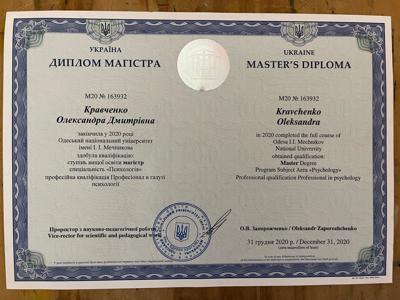 УКРАЇНА
ДИПЛОМ МАГІСТРА
М20 № 163932
Кравченко
Олександра Дмитрівна
закінчила у 2020 році
Одеський національний університет
імені І. І. Мечникова
здобула кваліфікацію:
ступінь вищої освіти магістр
спеціальність «Психологія»
професійна кваліфікація Професіонал в галузі
психології
Проректор з науково-педагогічної роботи
Vice-rector for scientific and pedagogical work
UKRAINE
MASTER'S DIPLOMA
М20 № 163932
Kravchenko
Oleksandra
in 2020 completed the full course of
Odesa I.I. Mechnikov
National University
obtained qualification:
Master Degree
Program Subject Area «Psychology»
Professional qualification Professional in psychology
О.В. Запорожченко / Oleksandr Zaporozhchenko
31 грудня 2020 р. / December 31, 2020